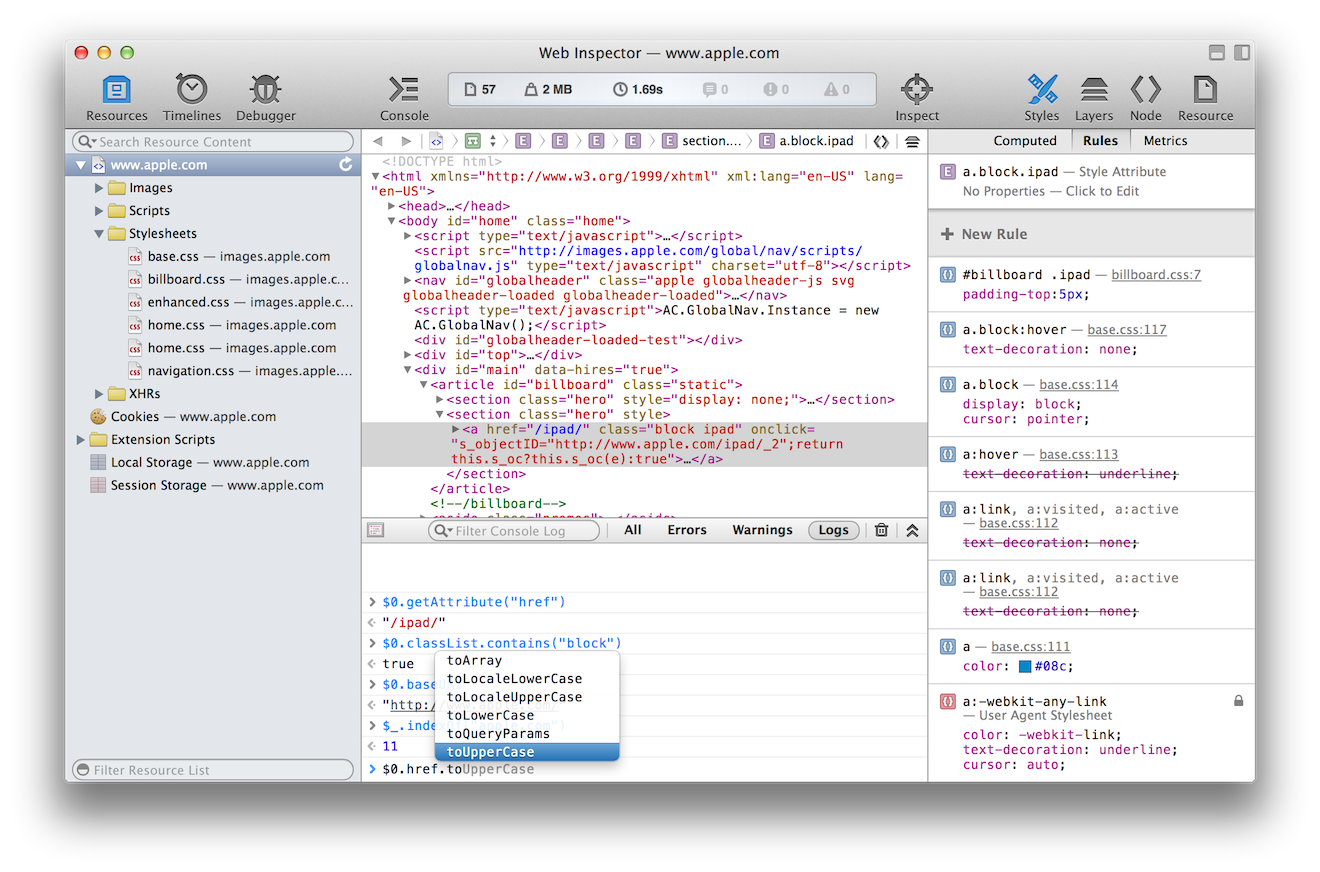 Web Inspector — www.apple.com
Resources Timelines Debugger Console 57 2 MB 1.69s 0 0 0 Inspect Styles Layers Node Resource
Search Resource Content
www.apple.com
Images
Scripts
Stylesheets
base.css — images.apple.com
billboard.css — images.apple.c...
enhanced.css — images.apple.c...
home.css — images.apple.com
home.css — images.apple.com
navigation.css — images.apple....
XHRs
Cookies — www.apple.com
Extension Scripts
Local Storage — www.apple.com
Session Storage — www.apple.com
Filter Resource List
E E E E E section.... E a.block.ipad
<!DOCTYPE html>
<html xmlns="http://www.w3.org/1999/xhtml" xml:lang="en-US" lang=
"en-US">
<head>…</head>
<body id="home" class="home">
<script type="text/javascript">…</script>
<script src="http://images.apple.com/global/nav/scripts/
globalnav.js" type="text/javascript" charset="utf-8"></script>
<nav id="globalheader" class="apple globalheader-js svg
globalheader-loaded globalheader-loaded">…</nav>
<script type="text/javascript">AC.GlobalNav.Instance = new
AC.GlobalNav();</script>
<div id="globalheader-loaded-test"></div>
<div id="top">…</div>
<div id="main" data-hires="true">
<article id="billboard" class="static">
<section class="hero" style="display: none;">…</section>
<section class="hero" style>
<a href="/ipad/" class="block ipad" onclick=
"s_objectID="http://www.apple.com/ipad/_2";return
this.s_oc?this.s_oc(e):true">…</a>
</section>
</article>
<!--/billboard-->
Filter Console Log All Errors Warnings Logs
$0.getAttribute("href")
"/ipad/"
$0.classList.contains("block")
true
$0.base
"http:/
$_.inde
11
$0.href.toUpperCase
toArray
toLocaleLowerCase
toLocaleUpperCase
toLowerCase
toQueryParams
toUpperCase
Computed Rules Metrics
E a.block.ipad — Style Attribute
No Properties — Click to Edit
+ New Rule
#billboard .ipad — billboard.css:7
padding-top:5px;
a.block:hover — base.css:117
text-decoration: none;
a.block — base.css:114
display: block;
cursor: pointer;
a:hover — base.css:113
text-decoration: underline;
a:link, a:visited, a:active
— base.css:112
text-decoration: none;
a:link, a:visited, a:active
— base.css:112
text-decoration: none;
a — base.css:111
color: #08c;
a:-webkit-any-link
— User Agent Stylesheet
color: -webkit-link;
text-decoration: underline;
cursor: auto;